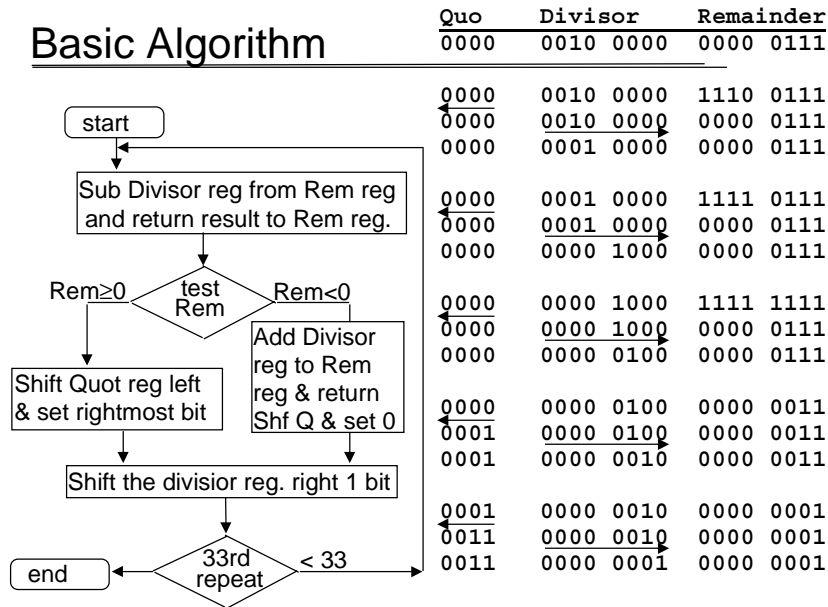 Basic Algorithm
start
Sub Divisor reg from Rem reg
and return result to Rem reg.
Rem≥0
test
Rem
Rem<0
Shift Quot reg left
& set rightmost bit
Add Divisor
reg to Rem
reg & return
Shf Q & set 0
Shift the divisior reg. right 1 bit
33rd
repeat
< 33
end
Quo Divisor Remainder
0000 0010 0000 0000 0111
0000 0010 0000 1110 0111
0000 0010 0000 0000 0111
0000 0001 0000 0000 0111
0000 0001 0000 1111 0111
0000 0001 0000 0000 0111
0000 0000 1000 0000 0111
0000 0000 1000 1111 1111
0000 0000 1000 0000 0111
0000 0000 0100 0000 0111
0000 0000 0100 0000 0011
0001 0000 0100 0000 0011
0001 0000 0010 0000 0011
0001 0000 0010 0000 0001
0011 0000 0010 0000 0001
0011 0000 0001 0000 0001